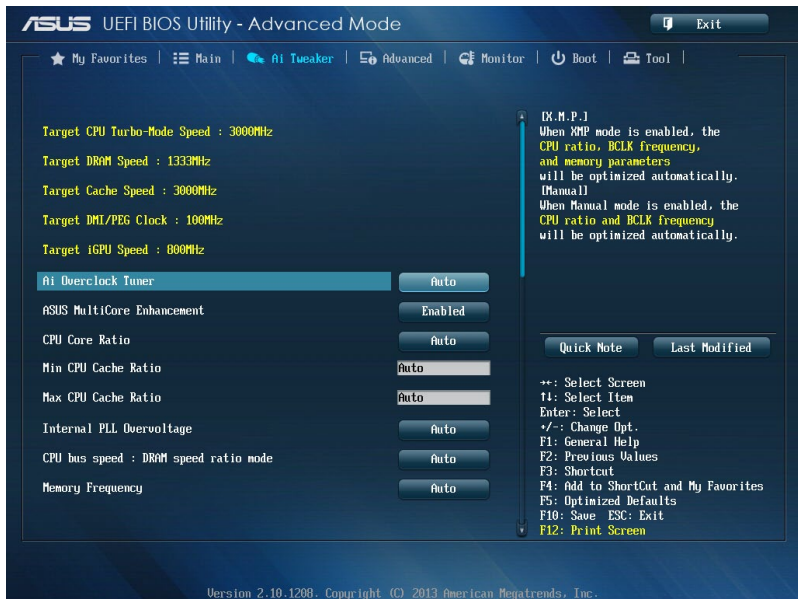 ASUS UEFI BIOS Utility - Advanced Mode
Exit
My Favorites
Main
Ai Tweaker
Advanced
Monitor
Boot
Tool
Target CPU Turbo-Mode Speed : 3000MHz
Target DRAM Speed : 1333MHz
Target Cache Speed : 3000MHz
Target DMI/PEG Clock : 100MHz
Target iGPU Speed : 800MHz
Ai Overclock Tuner Auto
ASUS MultiCore Enhancement Enabled
CPU Core Ratio Auto
Min CPU Cache Ratio Auto
Max CPU Cache Ratio Auto
Internal PLL Overvoltage Auto
CPU bus speed : DRAM speed ratio mode Auto
Memory Frequency Auto
[X.M.P.]
When XMP mode is enabled, the
CPU ratio, BCLK frequency,
and memory parameters
will be optimized automatically.
[Manual]
When Manual mode is enabled, the
CPU ratio and BCLK frequency
will be optimized automatically.
Quick Note
Last Modified
→←: Select Screen
↑↓: Select Item
Enter: Select
+/-: Change Opt.
F1: General Help
F2: Previous Values
F3: Shortcut
F4: Add to ShortCut and My Favorites
F5: Optimized Defaults
F10: Save ESC: Exit
F12: Print Screen
Version 2.10.1208. Copyright (C) 2013 American Megatrends, Inc.